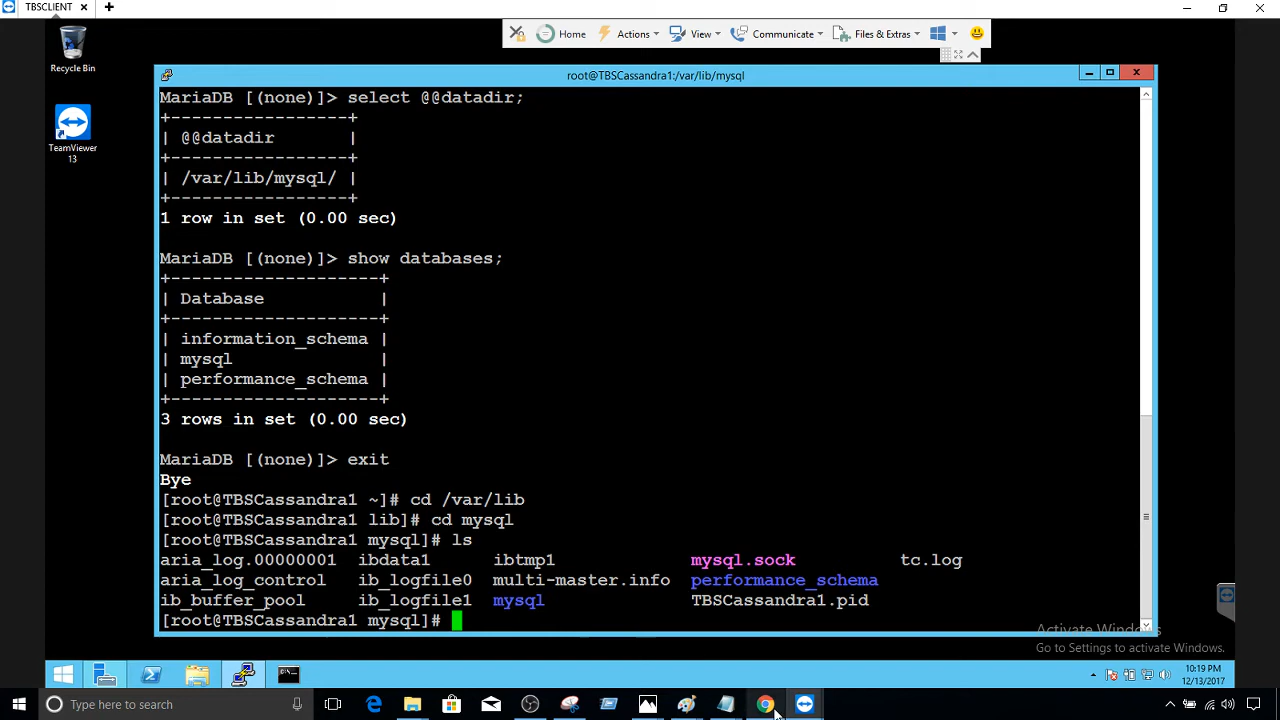 TBSCLIENT
Home Actions View Communicate Files & Extras
Recycle Bin
TeamViewer
13
root@TBSCassandra1:/var/lib/mysql
MariaDB [(none)]> select @@datadir;
+-----------------+
| @@datadir       |
+-----------------+
| /var/lib/mysql/ |
+-----------------+
1 row in set (0.00 sec)
MariaDB [(none)]> show databases;
+--------------------+
| Database           |
+--------------------+
| information_schema |
| mysql              |
| performance_schema |
+--------------------+
3 rows in set (0.00 sec)
MariaDB [(none)]> exit
Bye
[root@TBSCassandra1 ~]# cd /var/lib
[root@TBSCassandra1 lib]# cd mysql
[root@TBSCassandra1 mysql]# ls
aria_log.00000001  ibdata1      ibtmp1             mysql.sock          tc.log
aria_log_control   ib_logfile0  multi-master.info  performance_schema
ib_buffer_pool     ib_logfile1  mysql              TBSCassandra1.pid
[root@TBSCassandra1 mysql]#
Activate Windows
Go to Settings to activate Windows.
10:19 PM
12/13/2017
Type here to search